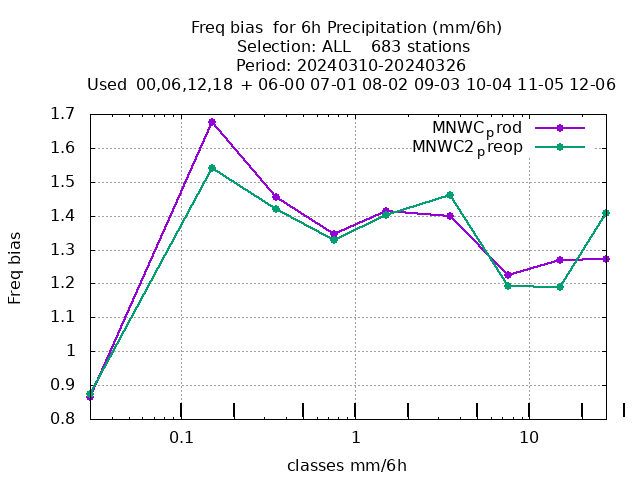 Freq bias  for 6h Precipitation (mm/6h)
Selection: ALL    683 stations
Period: 20240310-20240326
Used  00,06,12,18  + 06-00 07-01 08-02 09-03 10-04 11-05 12-06
MNWCprod
MNWC2preop
1.7
1.6
1.5
1.4
1.3
1.2
1.1
1
0.9
0.8
Freq bias
0.1 1 10
classes mm/6h